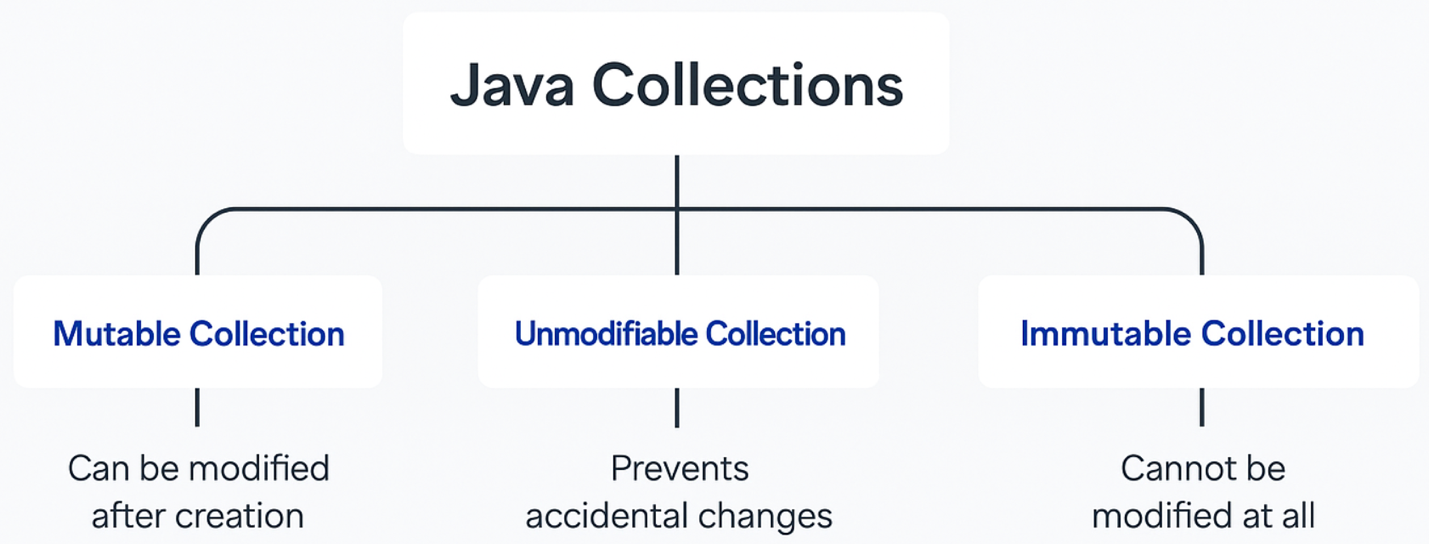 Java Collections
Mutable Collection
Unmodifiable Collection
Immutable Collection
Can be modified
after creation
Prevents
accidental changes
Cannot be
modified at all